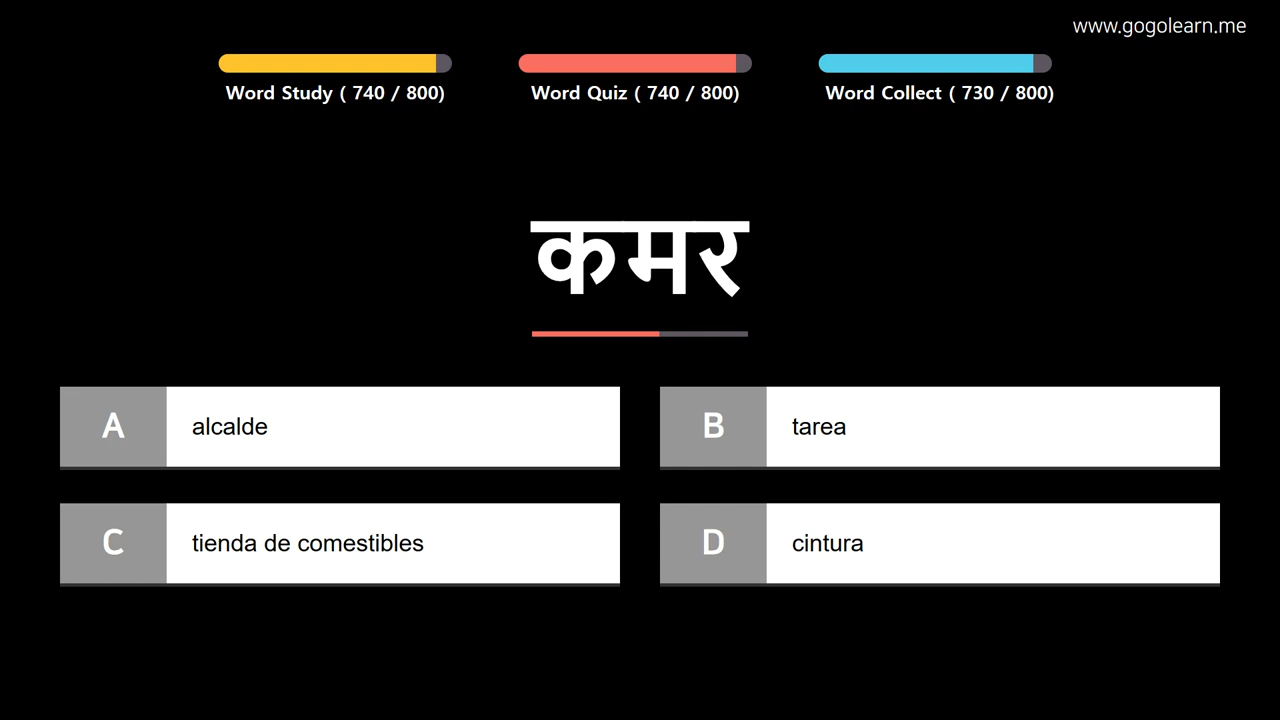 www.gogolearn.me
Word Study ( 740 / 800)
Word Quiz ( 740 / 800)
Word Collect ( 730 / 800)
कमर
A alcalde
B tarea
C tienda de comestibles
D cintura